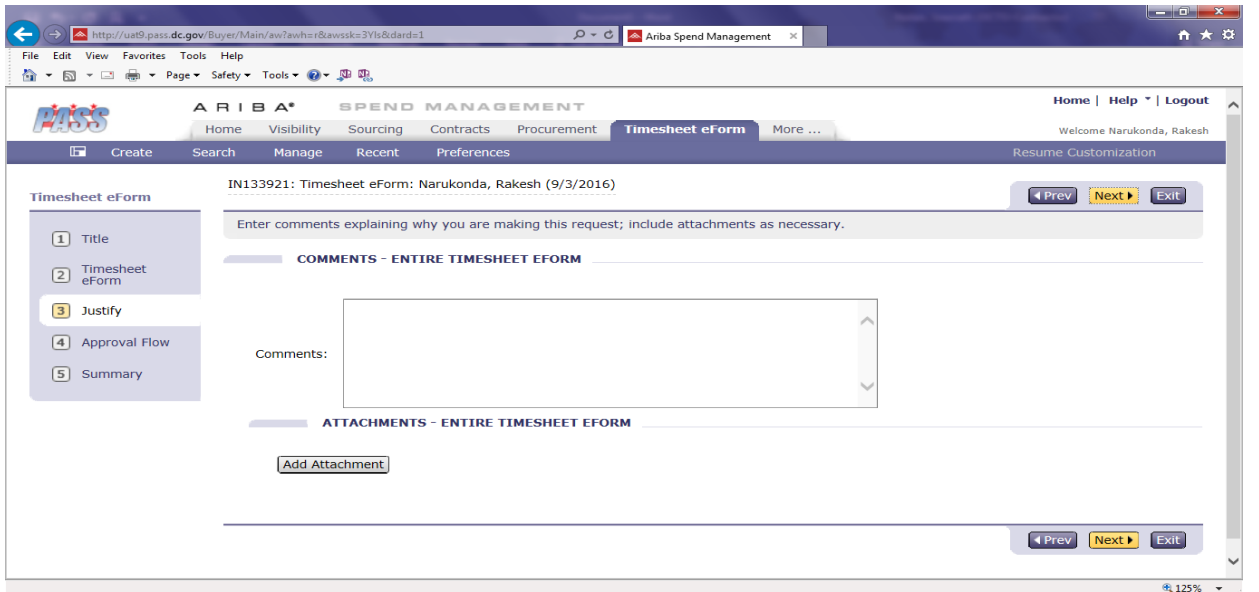 http://uat9.pass.dc.gov/Buyer/Main/aw?awh=r&awssk=3YIs&dard=1
Ariba Spend Management
File Edit View Favorites Tools Help
Page Safety Tools
PASS
ARIBA® SPEND MANAGEMENT
Home | Help | Logout
Home Visibility Sourcing Contracts Procurement Timesheet eForm More ...
Welcome Narukonda, Rakesh
Create Search Manage Recent Preferences
Resume Customization
Timesheet eForm
IN133921: Timesheet eForm: Narukonda, Rakesh (9/3/2016)
Prev Next Exit
Enter comments explaining why you are making this request; include attachments as necessary.
1 Title
2 Timesheet
eForm
3 Justify
4 Approval Flow
5 Summary
COMMENTS - ENTIRE TIMESHEET EFORM
Comments:
ATTACHMENTS - ENTIRE TIMESHEET EFORM
Add Attachment
Prev Next Exit
125%